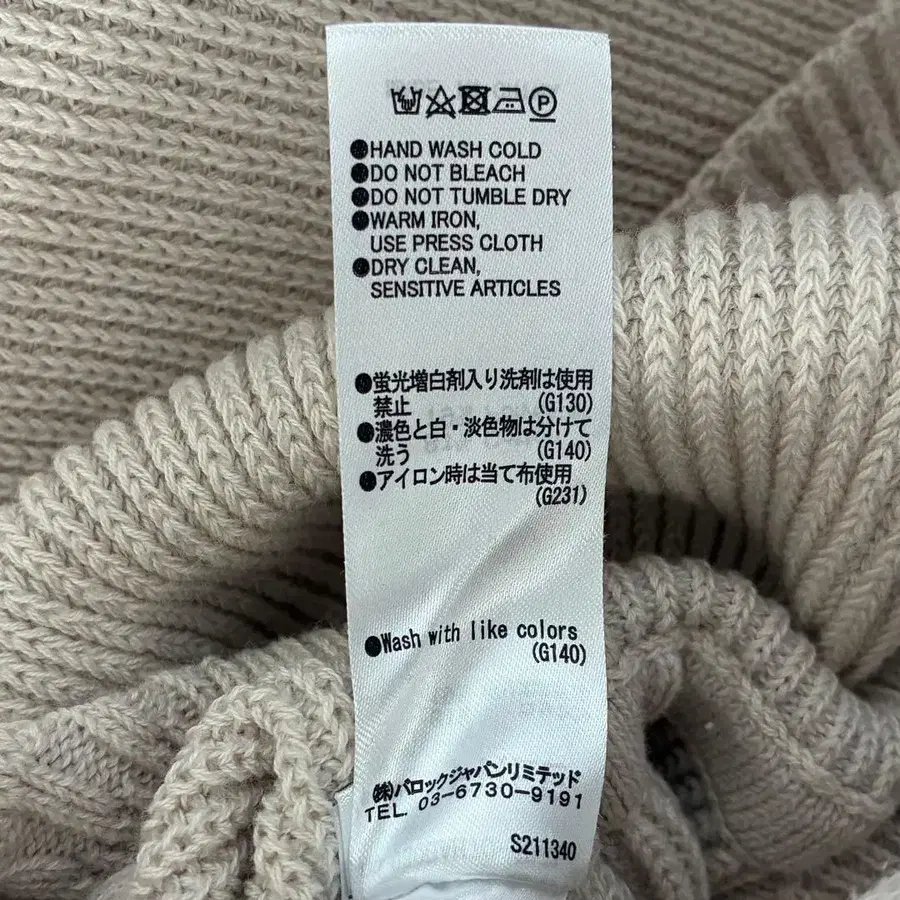 ●HAND WASH COLD
●DO NOT BLEACH
●DO NOT TUMBLE DRY
●WARM IRON,
USE PRESS CLOTH
●DRY CLEAN,
SENSITIVE ARTICLES
●蛍光増白剤入り洗剤は使用
禁止 (G130)
●濃色と白・淡色物は分けて
洗う (G140)
●アイロン時は当て布使用
(G231)
●Wash with like colors
(G140)
㈱バロックジャパンリミテッド
TEL. 03-6730-9191
S211340